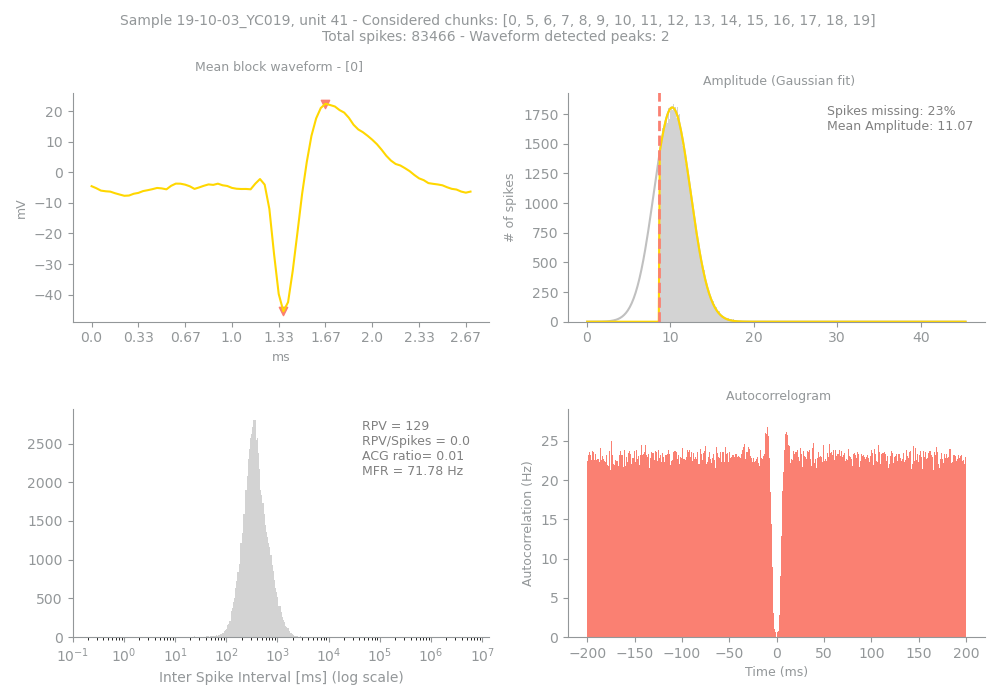 Sample 19-10-03_YC019, unit 41 - Considered chunks: [0, 5, 6, 7, 8, 9, 10, 11, 12, 13, 14, 15, 16, 17, 18, 19]
Total spikes: 83466 - Waveform detected peaks: 2
Mean block waveform - [0]
20
10
0
−10
−20
−30
−40
mV
0.0 0.33 0.67 1.0 1.33 1.67 2.0 2.33 2.67
ms
Amplitude (Gaussian fit)
Spikes missing: 23%
Mean Amplitude: 11.07
1750
1500
1250
1000
750
500
250
0
# of spikes
0 10 20 30 40
RPV = 129
RPV/Spikes = 0.0
ACG ratio= 0.01
MFR = 71.78 Hz
2500
2000
1500
1000
500
0
10⁻¹ 10⁰ 10¹ 10² 10³ 10⁴ 10⁵ 10⁶ 10⁷
Inter Spike Interval [ms] (log scale)
Autocorrelogram
25
20
15
10
5
0
Autocorrelation (Hz)
−200 −150 −100 −50 0 50 100 150 200
Time (ms)